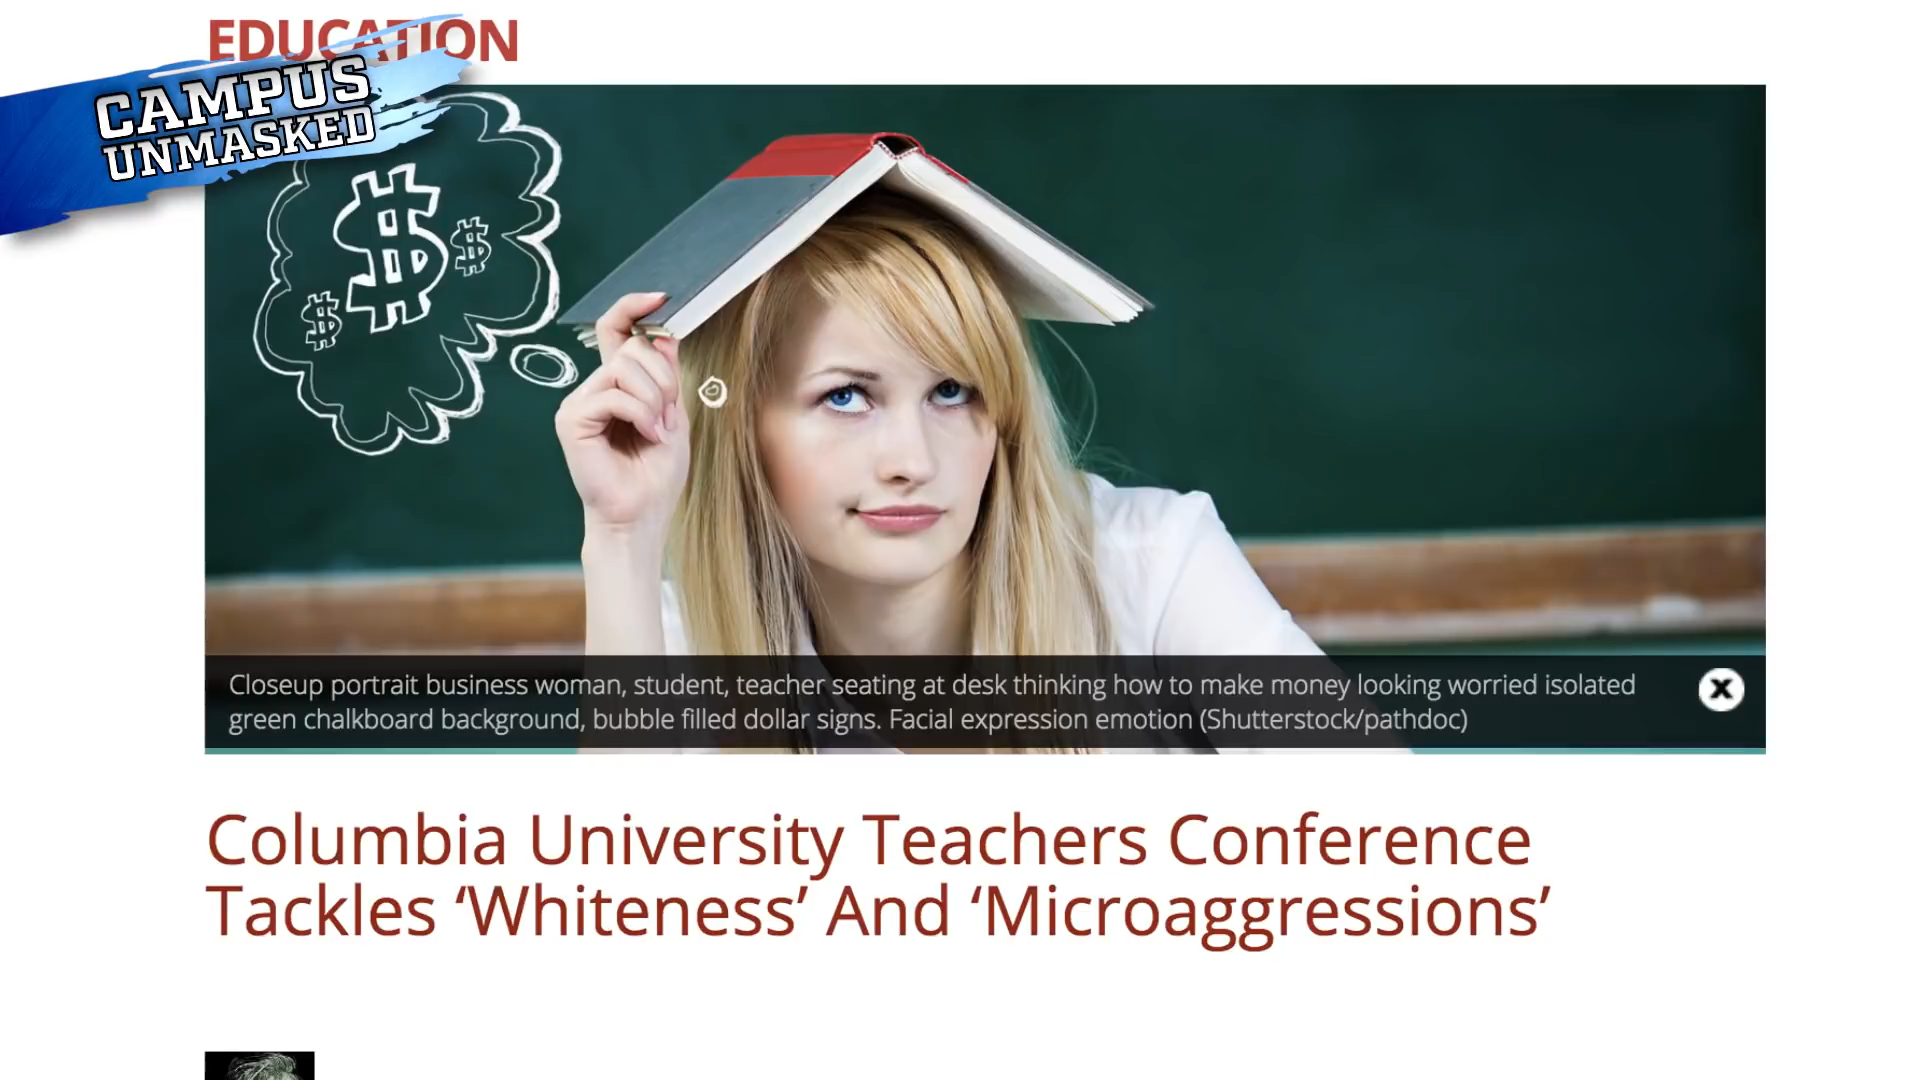 EDUCATION
CAMPUS
UNMASKED
$
$
$
Closeup portrait business woman, student, teacher seating at desk thinking how to make money looking worried isolated
green chalkboard background, bubble filled dollar signs. Facial expression emotion (Shutterstock/pathdoc)
Columbia University Teachers Conference
Tackles ‘Whiteness’ And ‘Microaggressions’